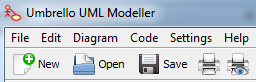 Umbrello UML Modeller
File Edit Diagram Code Settings Help
New Open Save